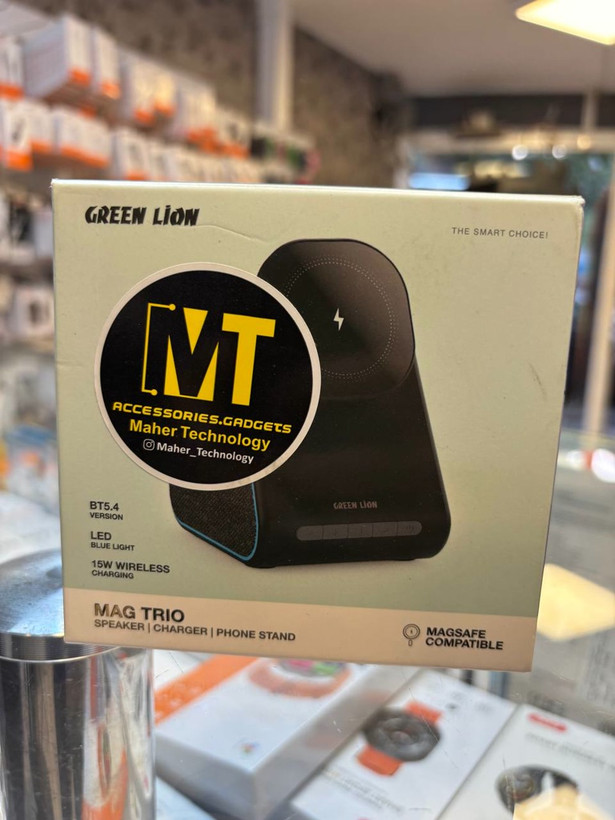 GREEN LION
THE SMART CHOICE!
MT
ACCESSORIES.GADGETS
Maher Technology
Maher_Technology
GREEN LION
BT5.4
VERSION
LED
BLUE LIGHT
15W WIRELESS
CHARGING
MAG TRIO
SPEAKER | CHARGER | PHONE STAND
MAGSAFE
COMPATIBLE